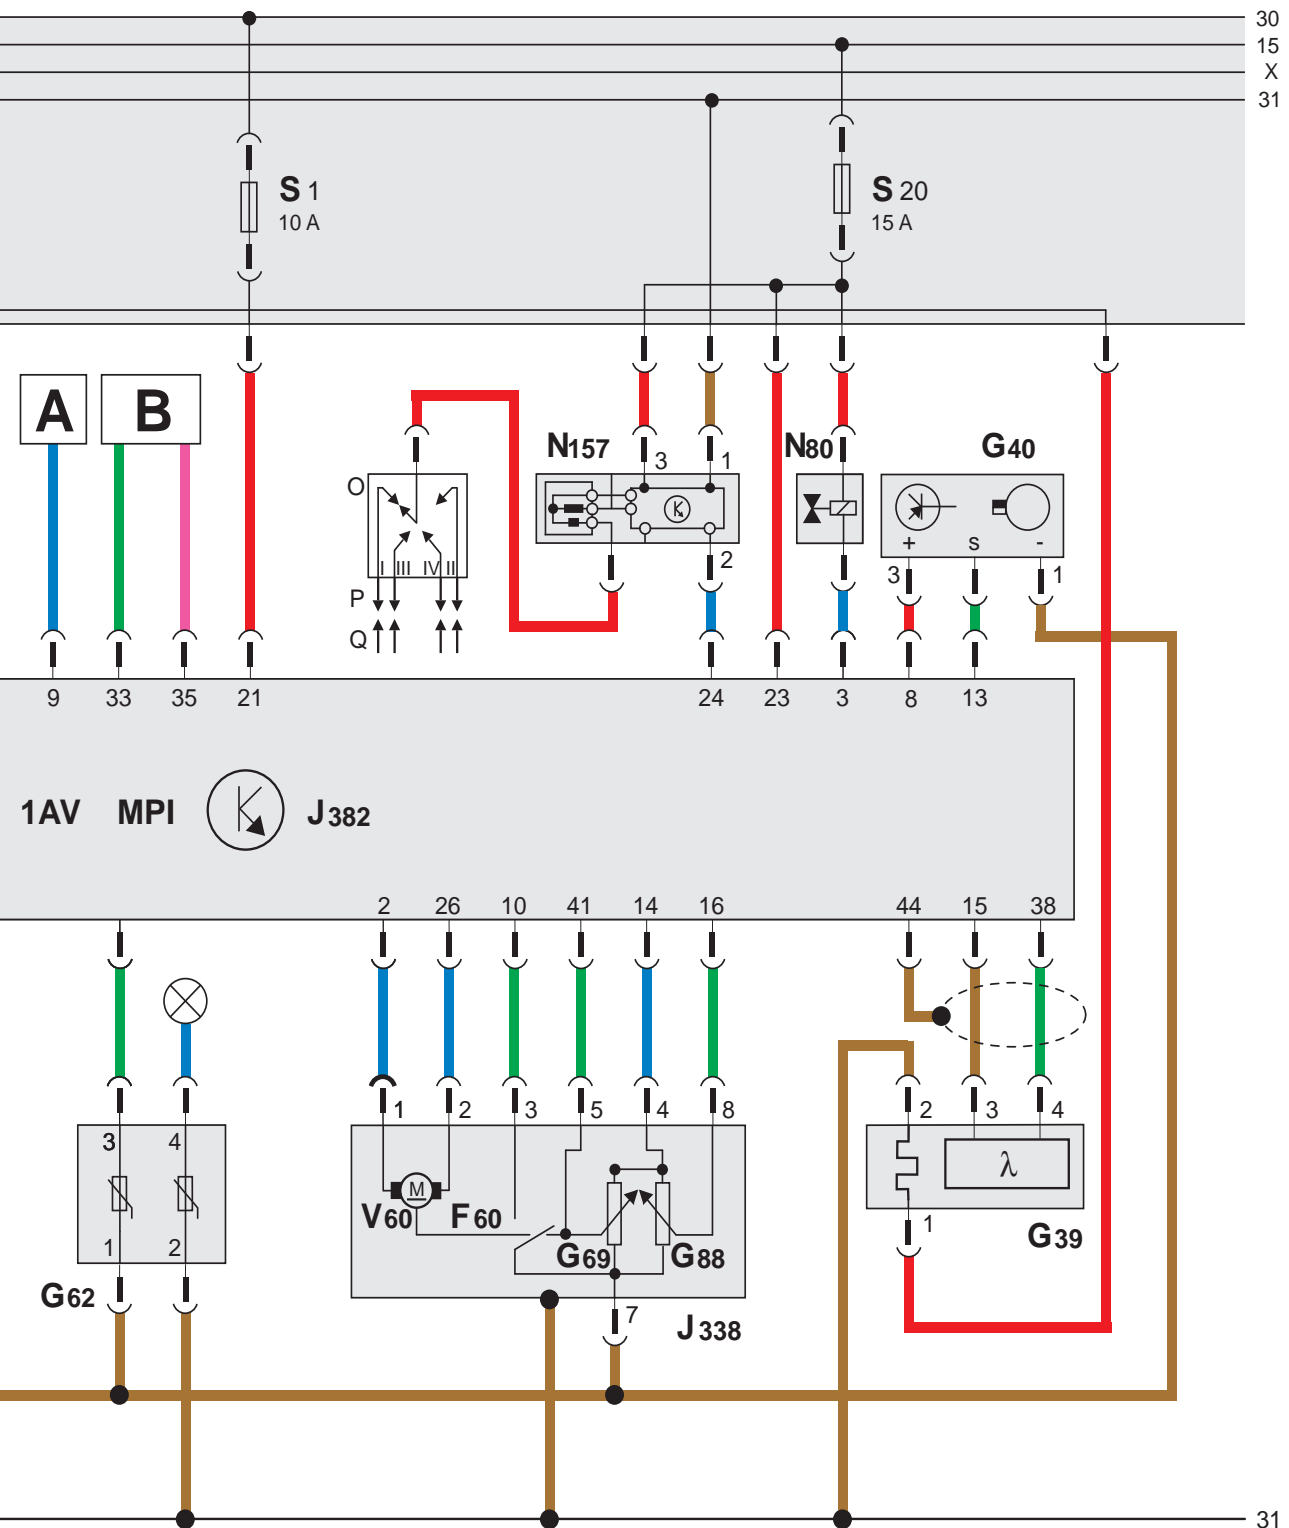 30
15
X
31
S 1
10 A
S 20
15 A
A B
N157 N80 G40
3 1
O
I III IV II
+ s -
2
3 1
P
Q
9 33 35 21 24 23 3 8 13
1AV MPI J382
2 26 10 41 14 16 44 15 38
1 2 3 5 4 8 2 3 4
3 4
λ
M
V60 F60
1 2
G69 G88
1
G39
G62
7
J338
31